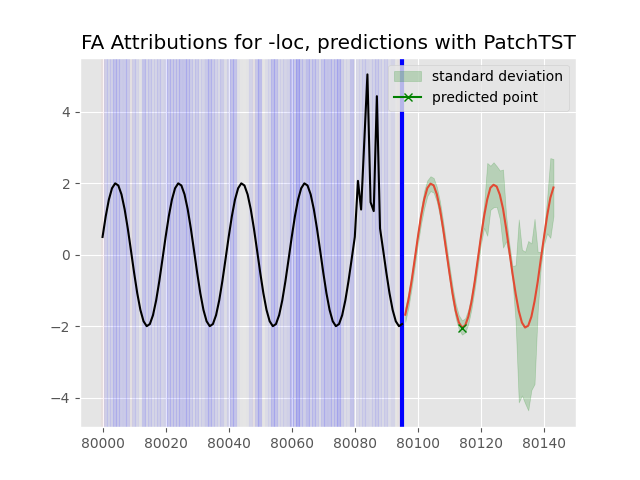 FA Attributions for -loc, predictions with PatchTST
standard deviation
predicted point
4
2
0
−2
−4
80000 80020 80040 80060 80080 80100 80120 80140